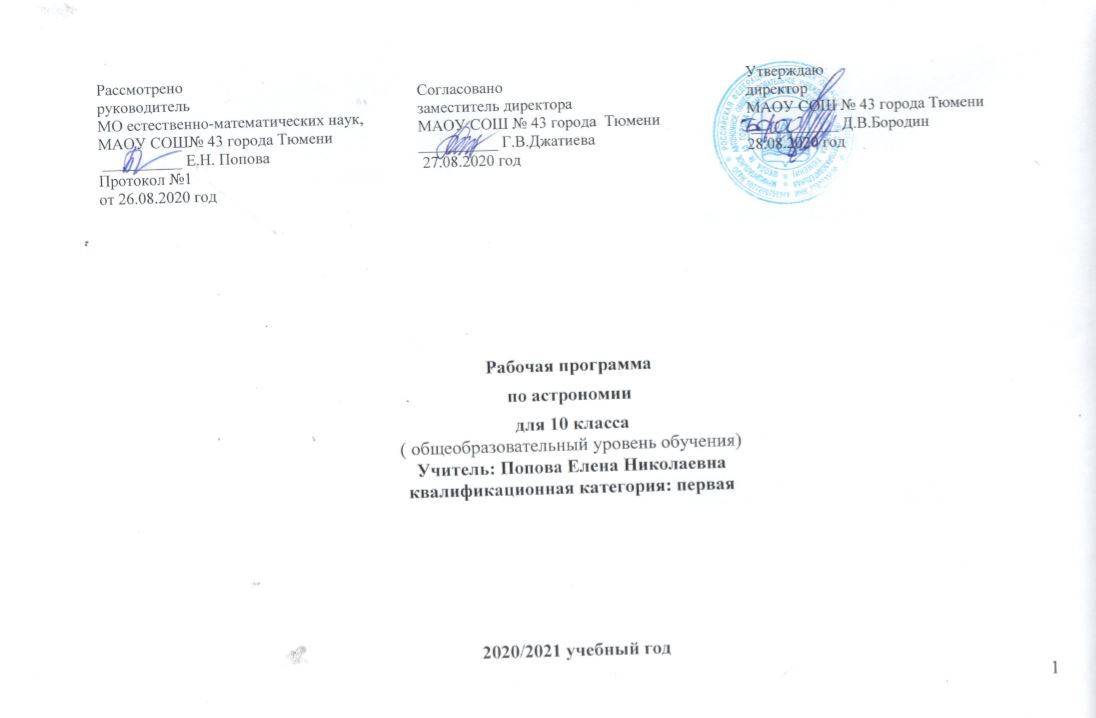 Рассмотрено
руководитель
МО естественно-математических наук,
МАОУ СОШ№ 43 города Тюмени
___________ Е.Н. Попова
Протокол №1
от 26.08.2020 год
Согласовано
заместитель директора
МАОУ СОШ № 43 города Тюмени
___________ Г.В.Джатиева
27.08.2020 год
Утверждаю
директор
МАОУ СОШ № 43 города Тюмени
____________ Д.В.Бородин
28.08.2020 год
Рабочая программа
по астрономии
для 10 класса
( общеобразовательный уровень обучения)
Учитель: Попова Елена Николаевна
квалификационная категория: первая
2020/2021 учебный год
1